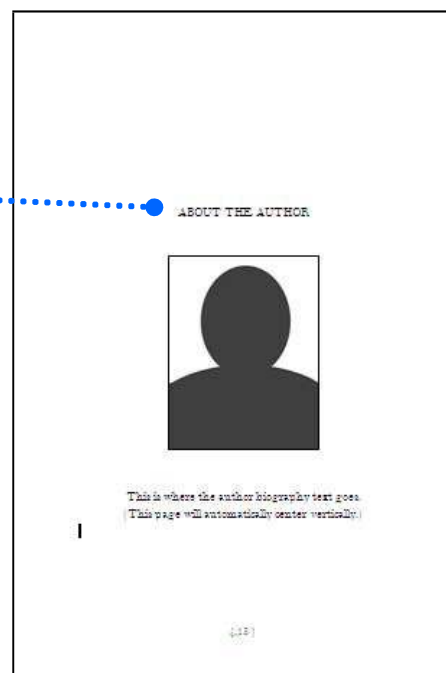 ABOUT THE AUTHOR
This is where the author biography text goes.
(This page will automatically center vertically.)